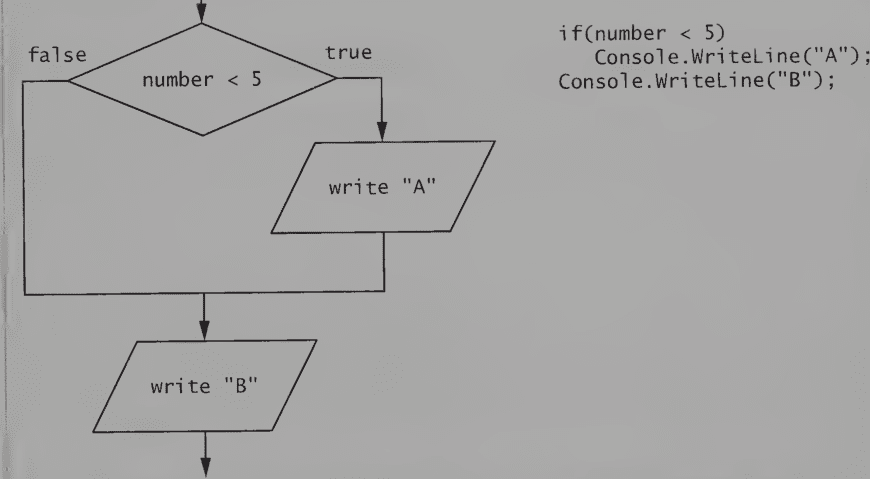 false
true
number < 5
write "A"
write "B"
if(number < 5)
Console.WriteLine("A");
Console.WriteLine("B");